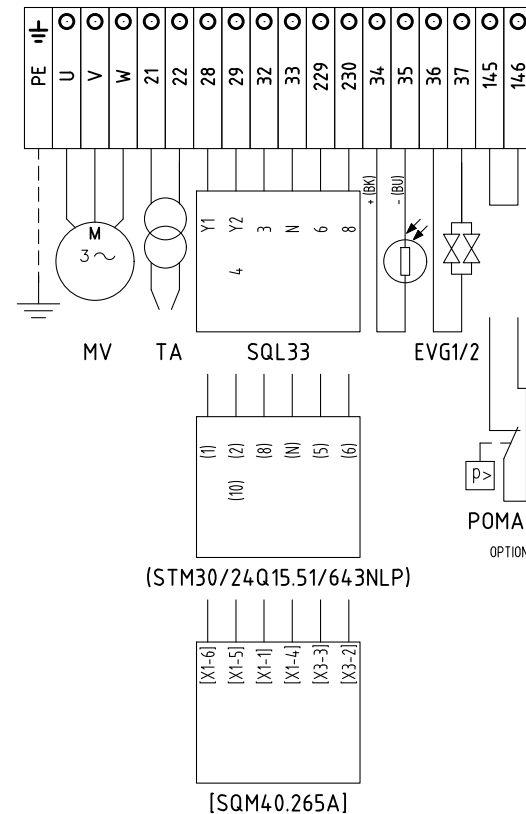 PE U V W 21 22 28 29 32 33 229 230 34 35 36 37 145 146
+ (BK) - (BU)
M
3~
Y1 Y2 3 N 6 8
4
MV TA SQL33 EVG1/2
(1) (2) (8) (N) (5) (6)
(10)
p>
POMA
OPTION
(STM30/24Q15.51/643NLP)
[X1-6] [X1-5] [X1-1] [X1-4] [X3-3] [X3-2]
[SQM40.265A]